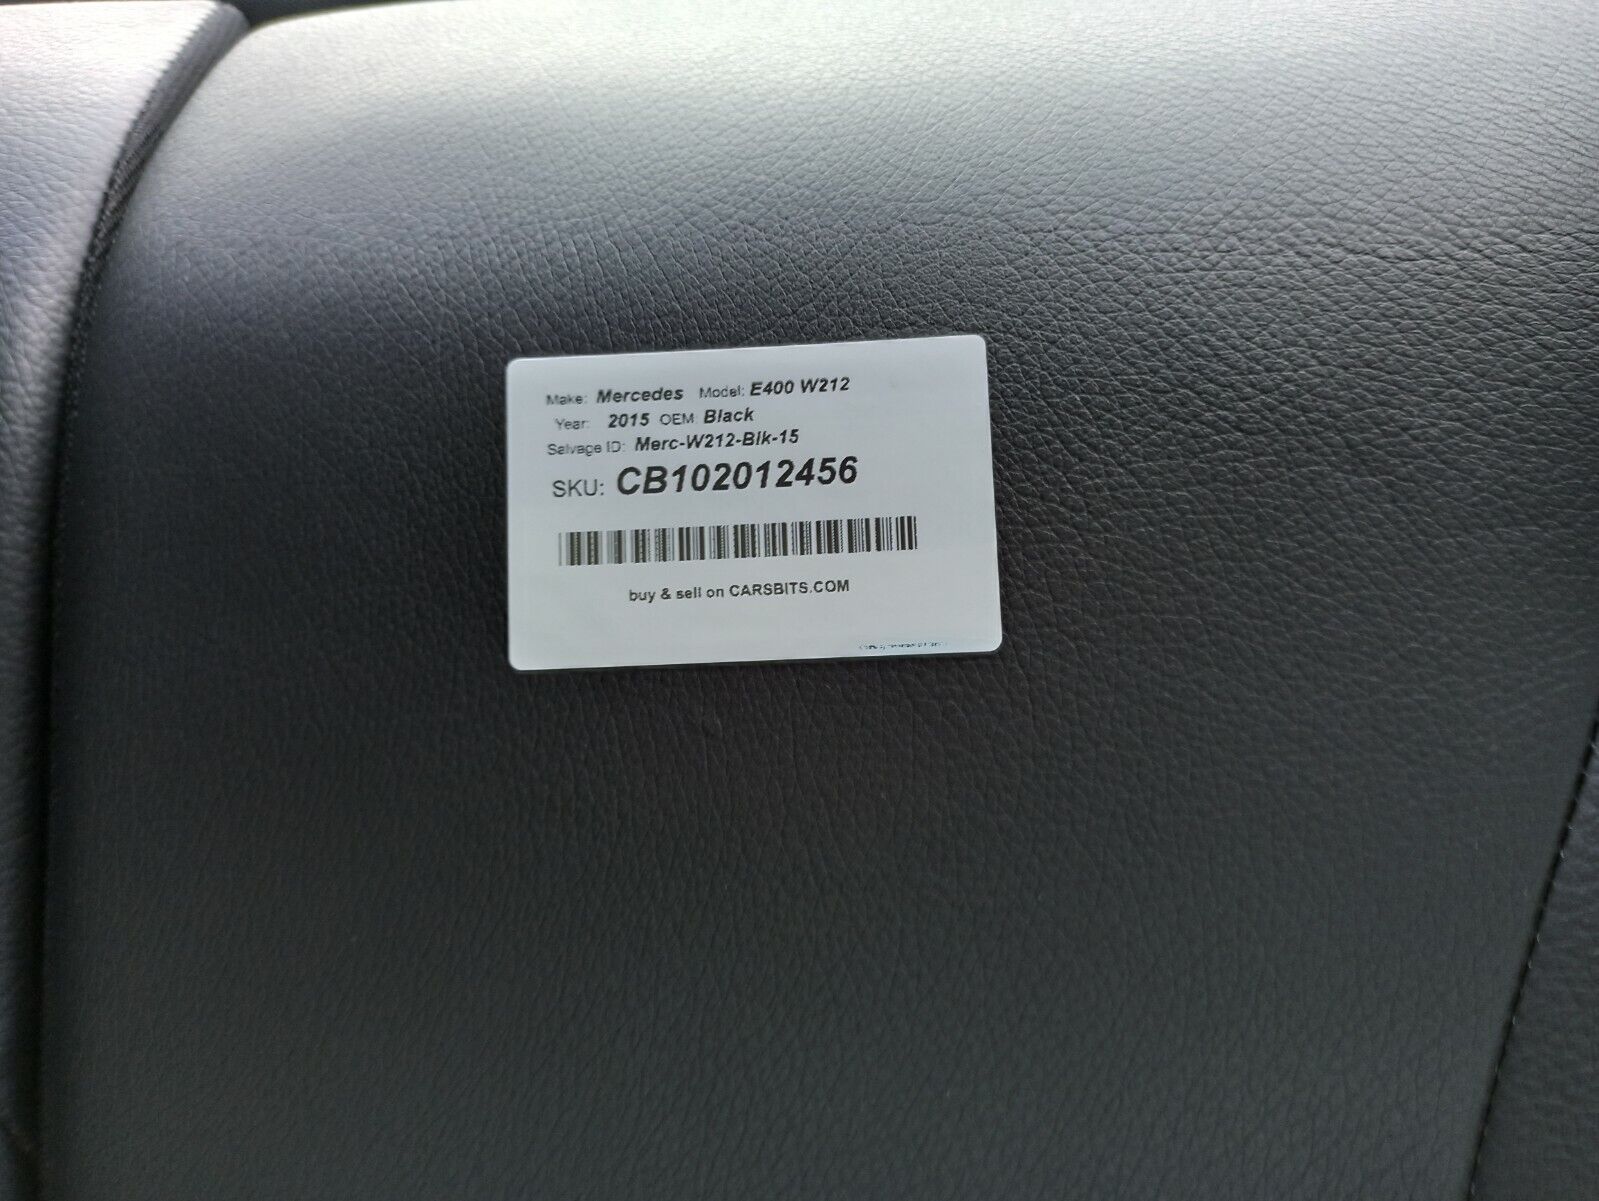 Make: Mercedes Model: E400 W212
Year: 2015 OEM: Black
Salvage ID: Merc-W212-Blk-15
SKU: CB102012456
buy & sell on CARSBITS.COM